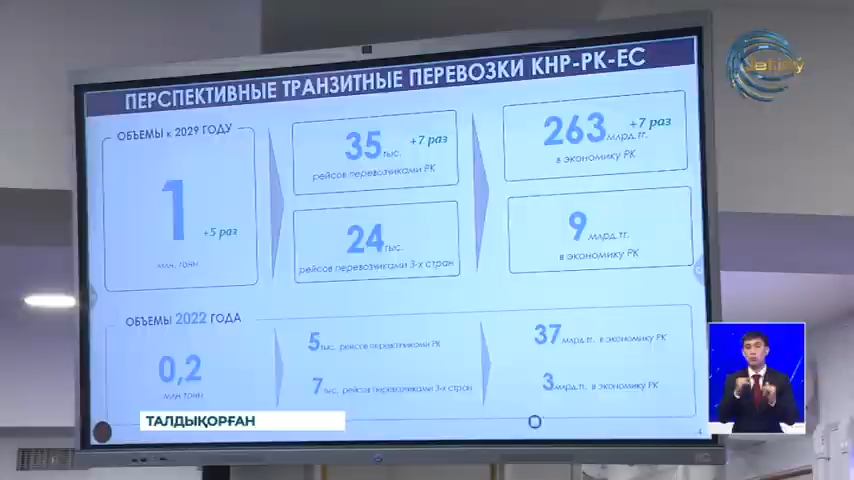 Jetisy
ПЕРСПЕКТИВНЫЕ ТРАНЗИТНЫЕ ПЕРЕВОЗКИ КНР-РК-ЕС
ОБЪЕМЫ к 2029 ГОДУ
1
+5 раз
млн. тонн
35 тыс. +7 раз
рейсов перевозчиками РК
24 тыс.
рейсов перевозчиками 3-х стран
263 млрд.тг. +7 раз
в экономику РК
9 млрд.тг.
в экономику РК
ОБЪЕМЫ 2022 ГОДА
0,2
млн тонн
5 тыс. рейсов перевозчиками РК
7 тыс. рейсов перевозчиками 3-х стран
37 млрд.тг. в экономику РК
3 млрд.тг. в экономику РК
4
ТАЛДЫҚОРҒАН